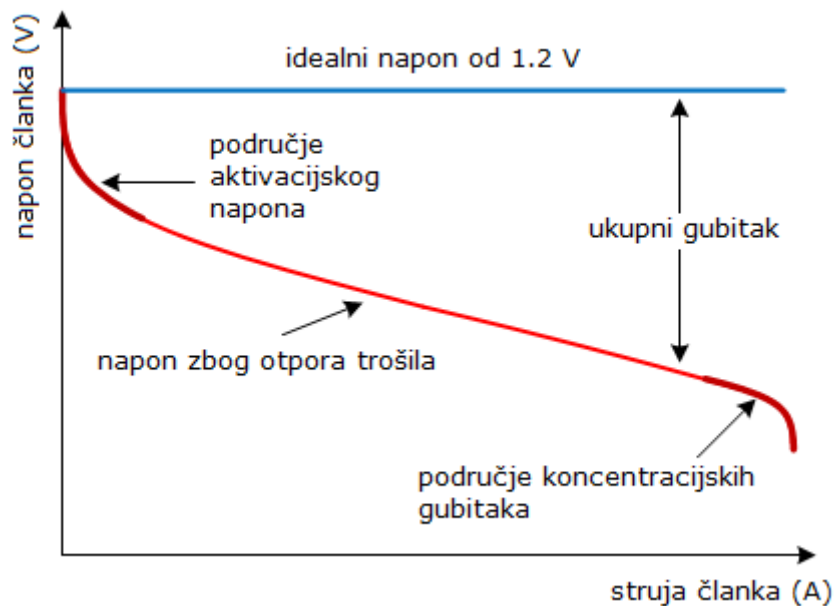 napon članka (V)
idealni napon od 1.2 V
područje
aktivacijskog
napona
ukupni gubitak
napon zbog otpora trošila
područje koncentracijskih
gubitaka
struja članka (A)